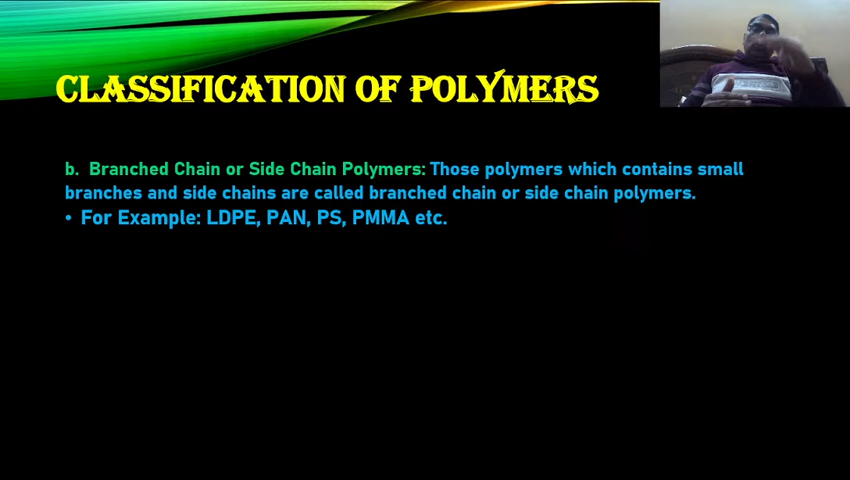 CLASSIFICATION OF POLYMERS
b. Branched Chain or Side Chain Polymers: Those polymers which contains small
branches and side chains are called branched chain or side chain polymers.
• For Example: LDPE, PAN, PS, PMMA etc.